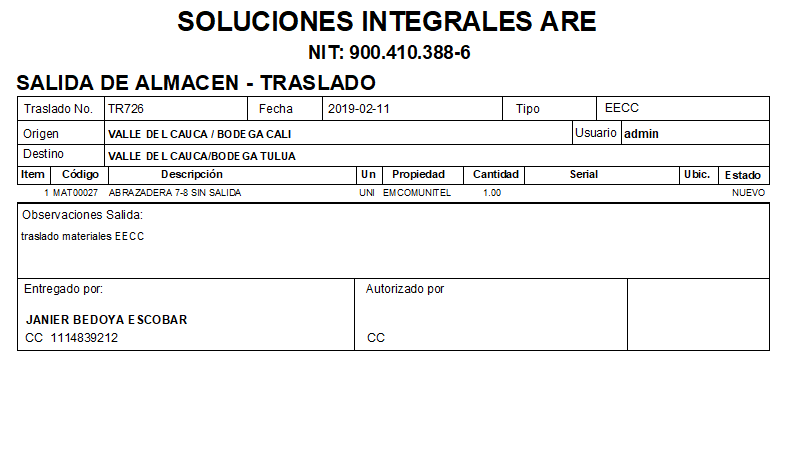 SOLUCIONES INTEGRALES ARE
NIT: 900.410.388-6
SALIDA DE ALMACEN - TRASLADO
Traslado No. TR726 Fecha 2019-02-11 Tipo EECC
Origen VALLE DEL CAUCA / BODEGA CALI Usuario admin
Destino VALLE DEL CAUCA/BODEGA TULUA
Item Código Descripción Un Propiedad Cantidad Serial Ubic. Estado
1 MAT00027 ABRAZADERA 7-8 SIN SALIDA UNI EMCOMUNITEL 1.00 NUEVO
Observaciones Salida:
traslado materiales EECC
Entregado por: Autorizado por
JANIER BEDOYA ESCOBAR
CC 1114839212 CC